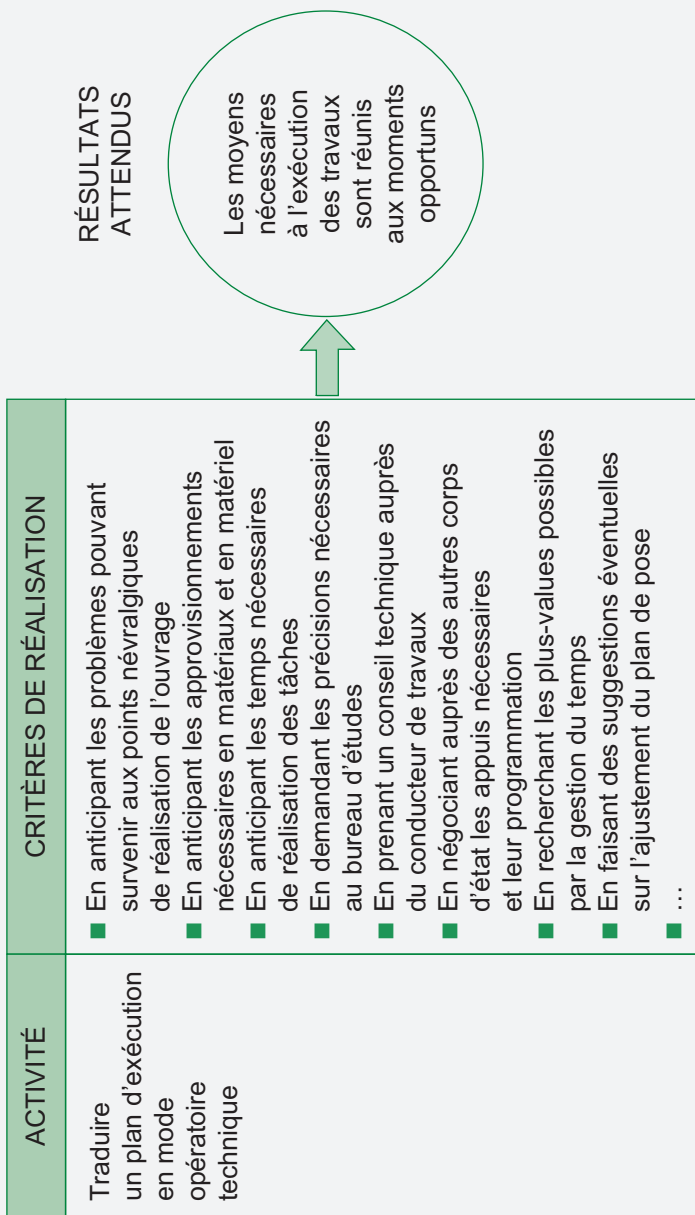 ACTIVITÉ
Traduire
un plan d'exécution
en mode
opératoire
technique
CRITÈRES DE RÉALISATION
■ En anticipant les problèmes pouvant
survenir aux points névralgiques
de réalisation de l'ouvrage
■ En anticipant les approvisionnements
nécessaires en matériaux et en matériel
■ En anticipant les temps nécessaires
de réalisation des tâches
■ En demandant les précisions nécessaires
au bureau d'études
■ En prenant un conseil technique auprès
du conducteur de travaux
■ En négociant auprès des autres corps
d'état les appuis nécessaires
et leur programmation
■ En recherchant les plus-values possibles
par la gestion du temps
■ En faisant des suggestions éventuelles
sur l'ajustement du plan de pose
■ …
RÉSULTATS
ATTENDUS
Les moyens
nécessaires
à l'exécution
des travaux
sont réunis
aux moments
opportuns